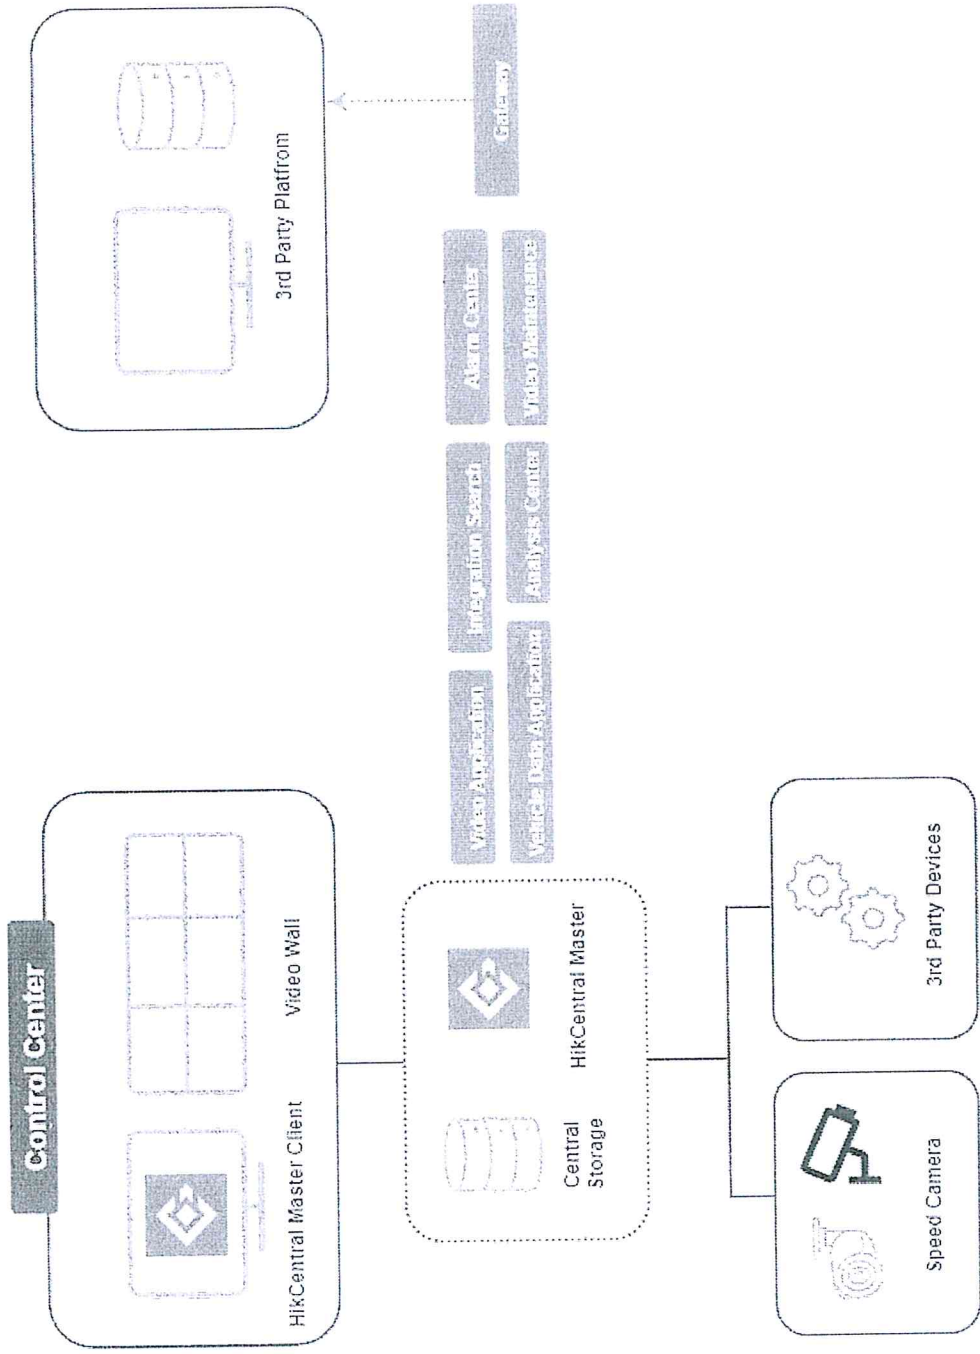 Control Center
HikCentral Master Client
Video Wall
3rd Party Platfrom
Central
Storage
HikCentral Master
Video Application
Integration Search
Alarm Center
Gateway
Vehicle Data Application
Analysis Center
Video Maintenance
Speed Camera
3rd Party Devices